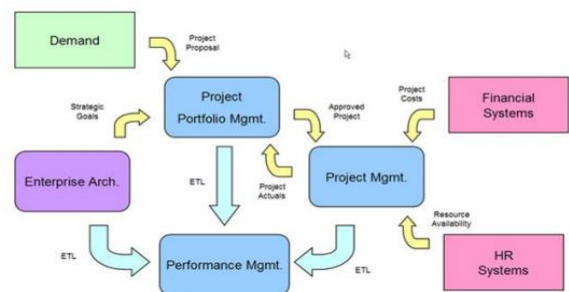 Demand
Project
Proposal
Strategic
Goals
Project
Portfolio Mgmt.
Approved
Project
Project
Costs
Financial
Systems
Enterprise Arch.
ETL
Project
Actuals
Project Mgmt.
Resource
Availability
ETL
Performance Mgmt.
ETL
HR
Systems